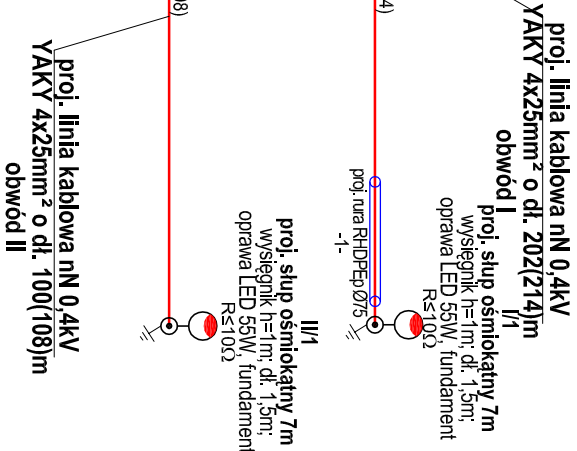 proj. linia kablowa nN 0,4kV
YAKY 4x25mm² o dł. 202(214)m
obwód I
I/1
proj. słup ośmiokątny 7m
wysięgnik h=1m; dł. 1,5m;
oprawa LED 55W, fundament
R≤10Ω
proj. rura RHDPEp Ø75
-1-
4)
II/1
proj. słup ośmiokątny 7m
wysięgnik h=1m; dł. 1,5m;
oprawa LED 55W, fundament
R≤10Ω
08)
proj. linia kablowa nN 0,4kV
YAKY 4x25mm² o dł. 100(108)m
obwód II